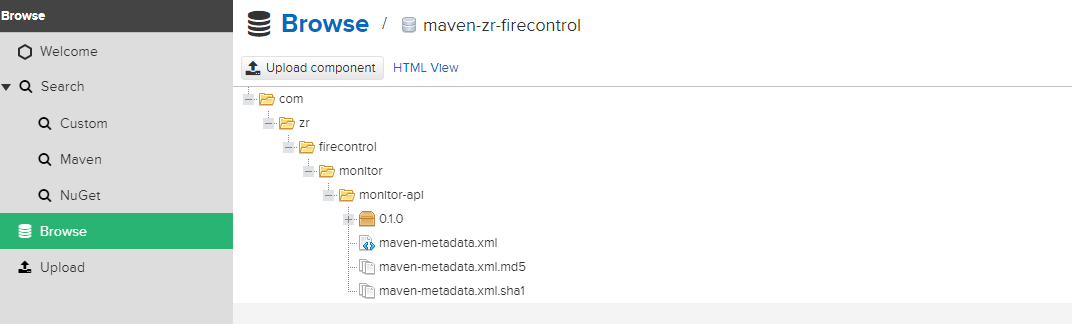 Browse
Welcome
Search
Custom
Maven
NuGet
Browse
Upload
Browse / maven-zr-firecontrol
Upload component HTML View
com
zr
firecontrol
monitor
monitor-api
0.1.0
maven-metadata.xml
maven-metadata.xml.md5
maven-metadata.xml.sha1